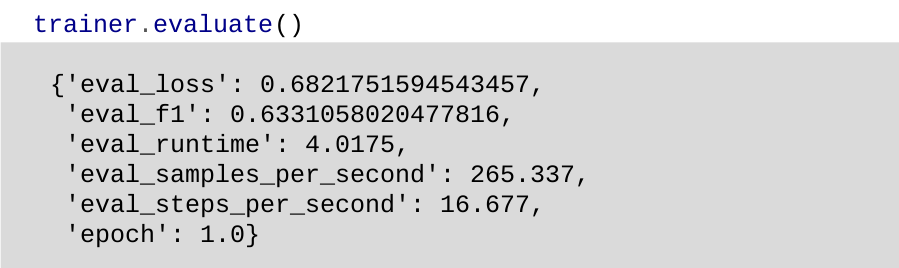 trainer.evaluate()
{'eval_loss': 0.6821751594543457,
'eval_f1': 0.6331058020477816,
'eval_runtime': 4.0175,
'eval_samples_per_second': 265.337,
'eval_steps_per_second': 16.677,
'epoch': 1.0}